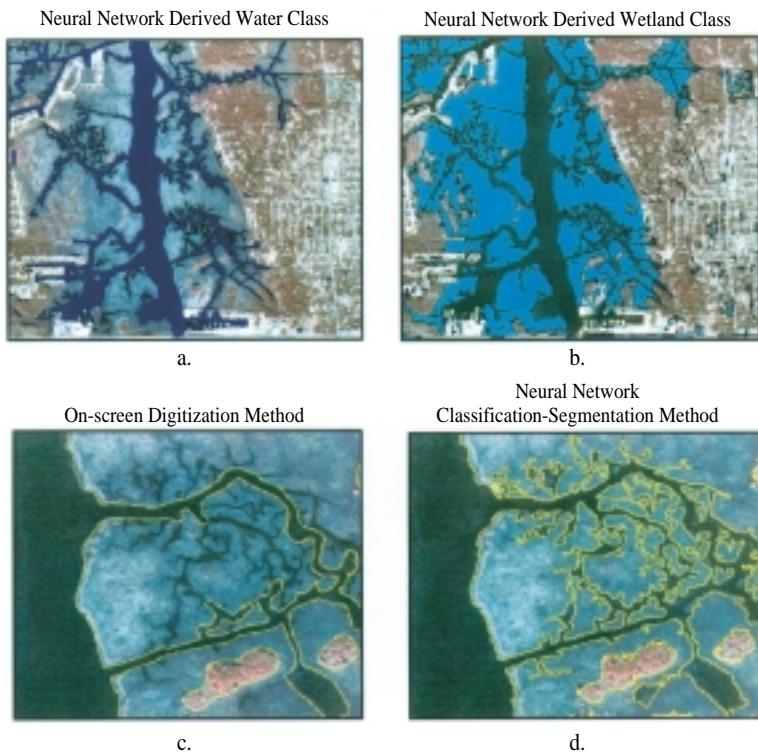 Neural Network Derived Water Class
Neural Network Derived Wetland Class
a.
b.
On-screen Digitization Method
Neural Network
Classification-Segmentation Method
c.
d.